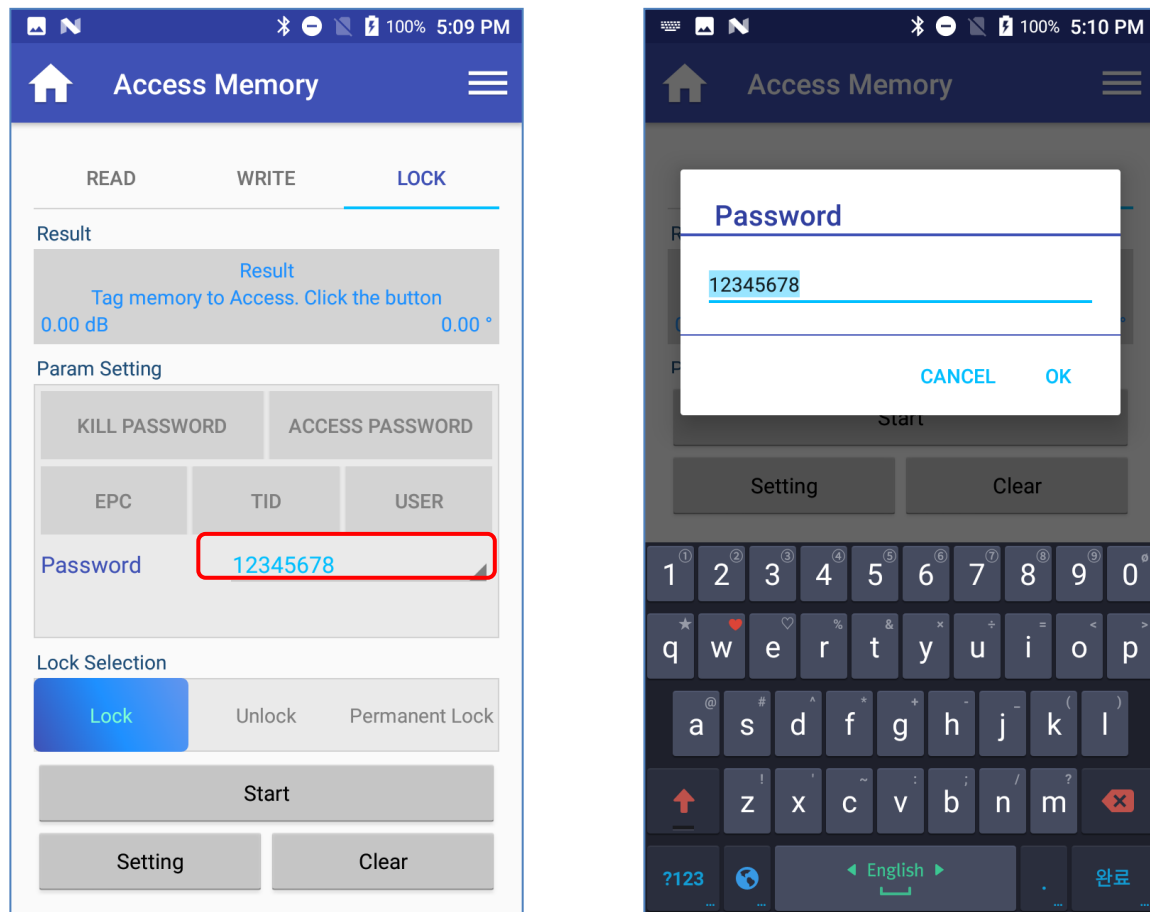 100% 5:09 PM
Access Memory
READ WRITE LOCK
Result
Result
Tag memory to Access. Click the button
0.00 dB 0.00 °
Param Setting
KILL PASSWORD ACCESS PASSWORD
EPC TID USER
Password 12345678
Lock Selection
Lock Unlock Permanent Lock
Start
Setting Clear
100% 5:10 PM
Access Memory
Password
12345678
CANCEL OK
Start
Setting Clear
1 2 3 4 5 6 7 8 9 0
q w e r t y u i o p
a s d f g h j k l
z x c v b n m
?123 English . 완료